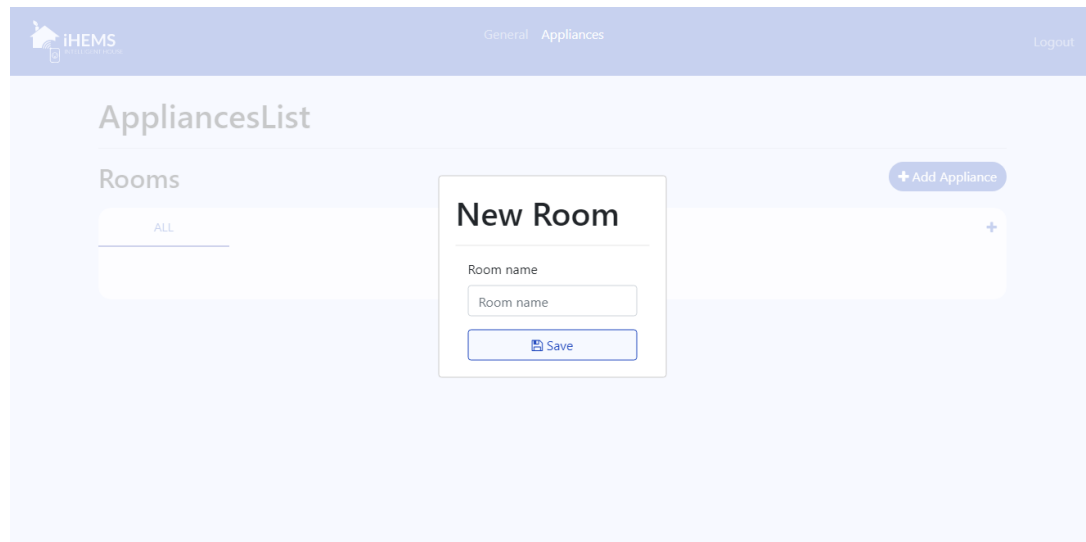 iHEMS
General Appliances
Logout
AppliancesList
Rooms
Add Appliance
ALL
New Room
Room name
Room name
Save